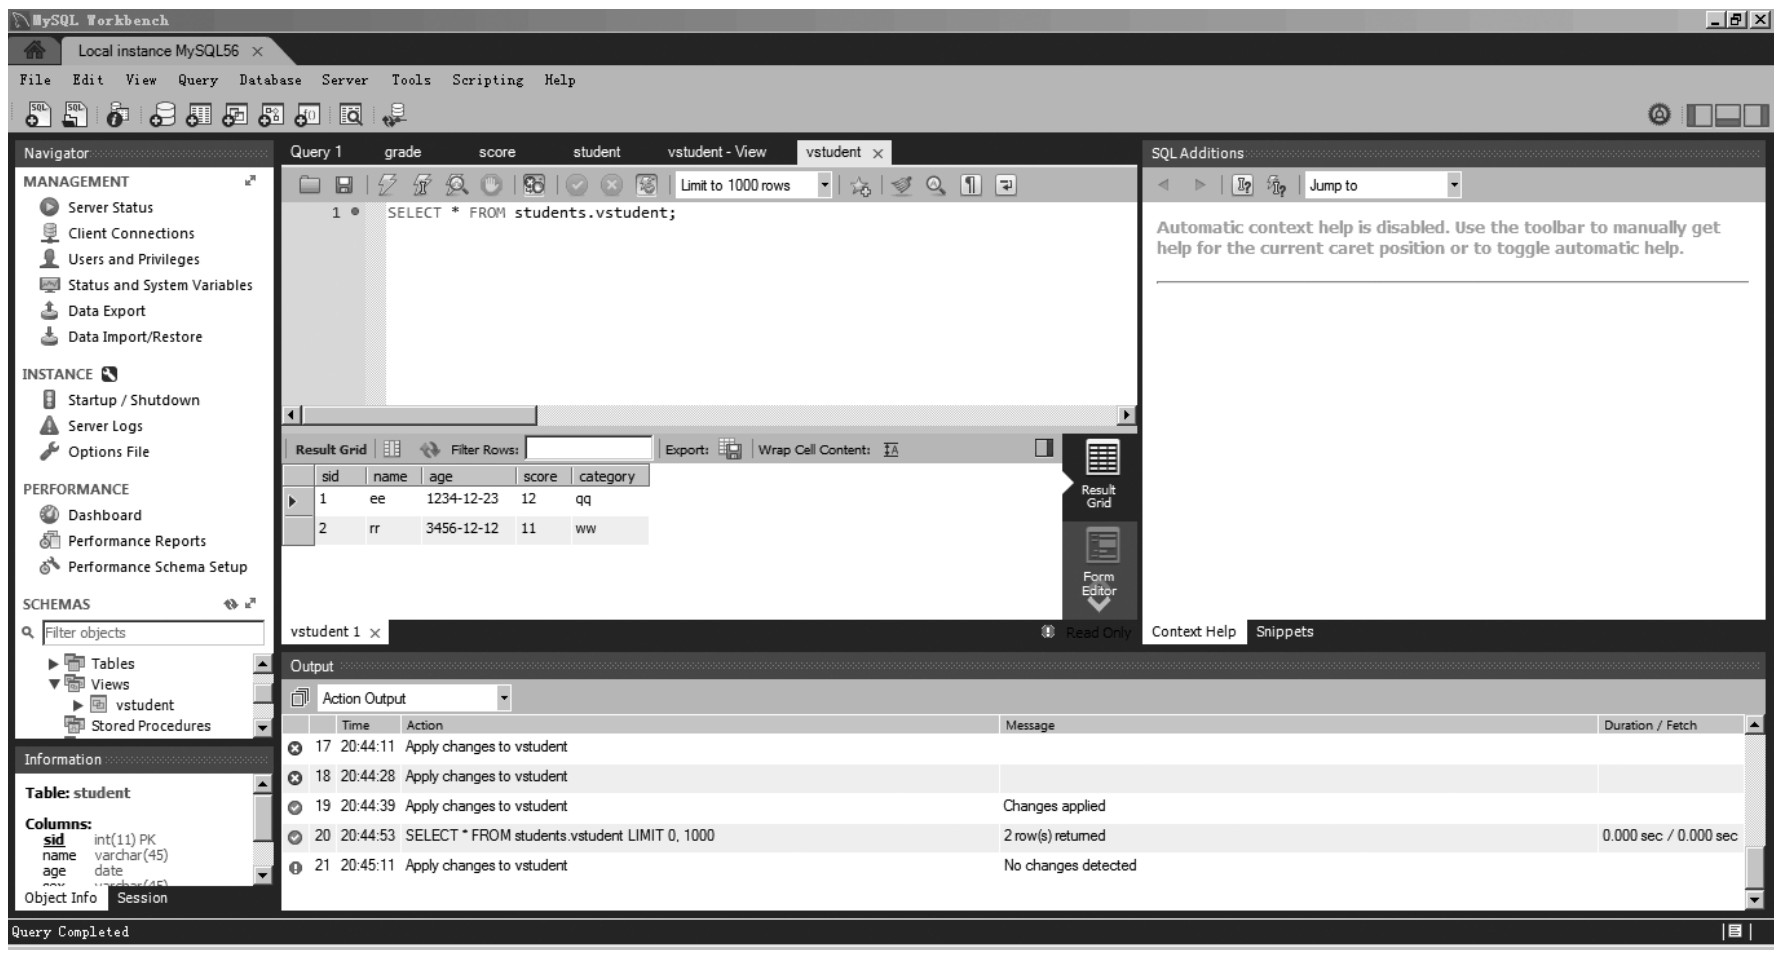 MySQL Workbench
Local instance MySQL56
File Edit View Query Database Server Tools Scripting Help
Navigator
MANAGEMENT
Server Status
Client Connections
Users and Privileges
Status and System Variables
Data Export
Data Import/Restore
INSTANCE
Startup / Shutdown
Server Logs
Options File
PERFORMANCE
Dashboard
Performance Reports
Performance Schema Setup
SCHEMAS
Filter objects
Tables
Views
vstudent
Stored Procedures
Information
Table: student
Columns:
sid int(11) PK
name varchar(45)
age date
sex varchar(45)
Object Info Session
Query 1 grade score student vstudent - View vstudent
Limit to 1000 rows
1 SELECT * FROM students.vstudent;
Result Grid Filter Rows: Export: Wrap Cell Content:
sid name age score category
1 ee 1234-12-23 12 qq
2 rr 3456-12-12 11 ww
Result Grid
Form Editor
vstudent 1 Read Only
SQL Additions
Jump to
Automatic context help is disabled. Use the toolbar to manually get
help for the current caret position or to toggle automatic help.
Context Help Snippets
Output
Action Output
Time Action Message Duration / Fetch
17 20:44:11 Apply changes to vstudent
18 20:44:28 Apply changes to vstudent
19 20:44:39 Apply changes to vstudent Changes applied
20 20:44:53 SELECT * FROM students.vstudent LIMIT 0, 1000 2 row(s) returned 0.000 sec / 0.000 sec
21 20:45:11 Apply changes to vstudent No changes detected
Query Completed